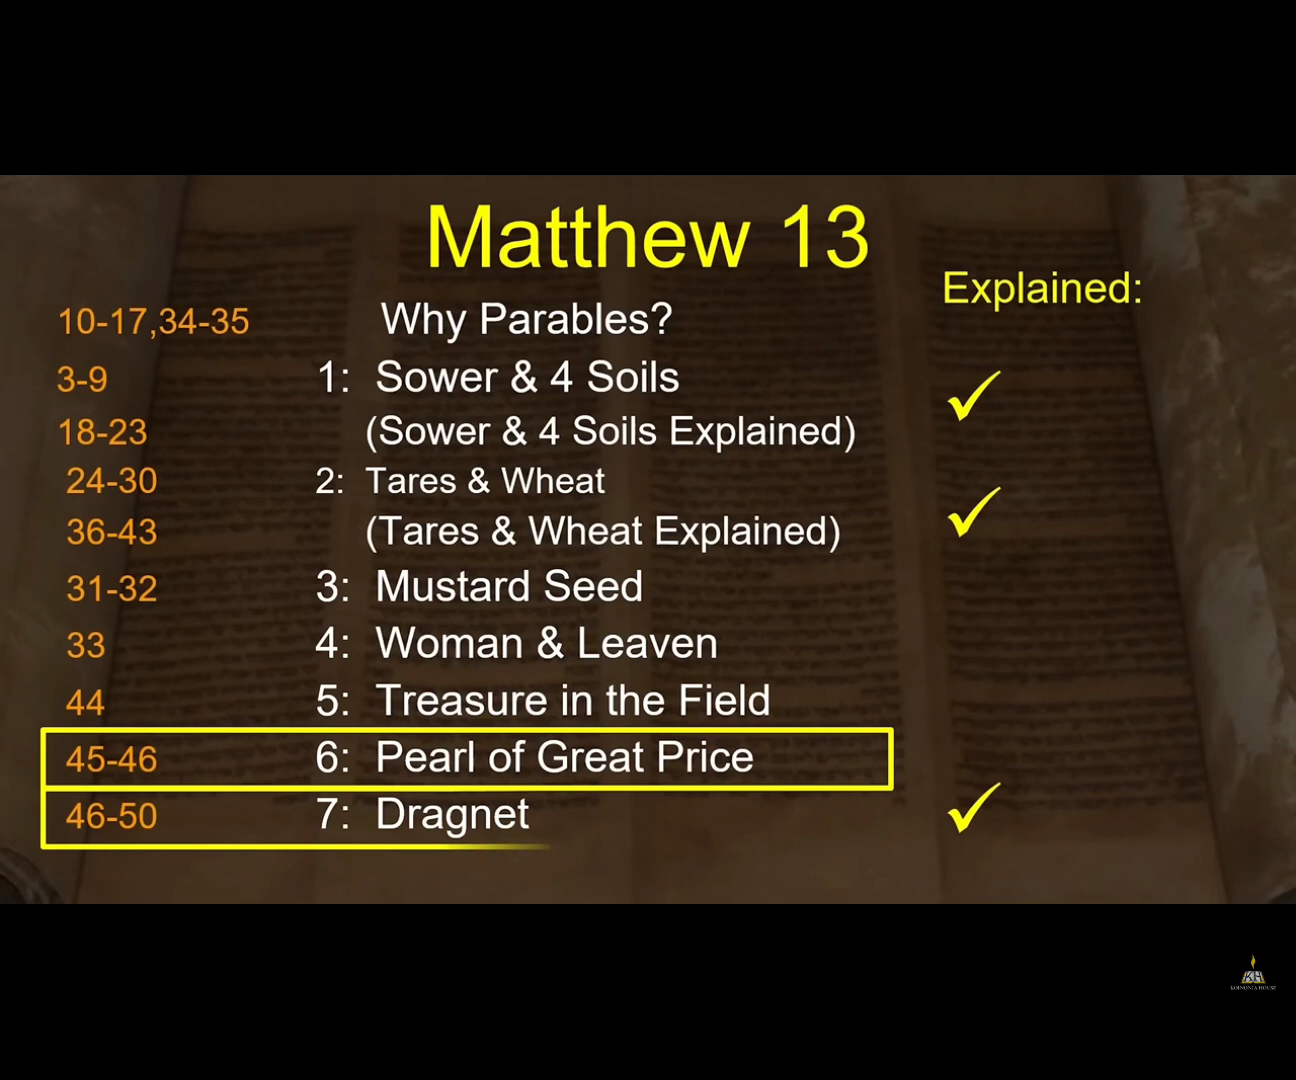 Matthew 13
Explained:
10-17,34-35 Why Parables?
3-9 1: Sower & 4 Soils ✓
18-23 (Sower & 4 Soils Explained)
24-30 2: Tares & Wheat ✓
36-43 (Tares & Wheat Explained)
31-32 3: Mustard Seed
33 4: Woman & Leaven
44 5: Treasure in the Field
45-46 6: Pearl of Great Price
46-50 7: Dragnet ✓
KH
KOINONIA HOUSE